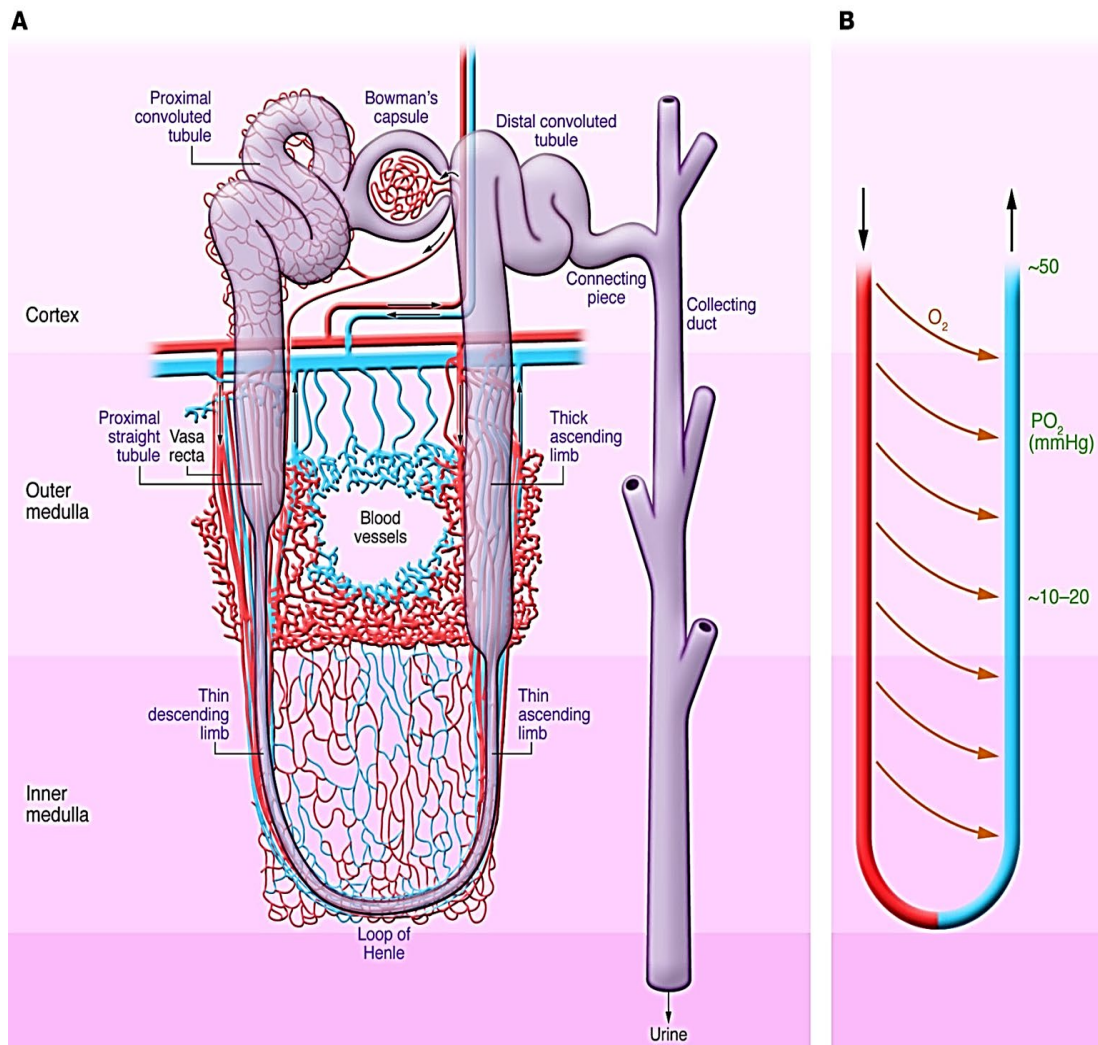 A
Proximal
convoluted
tubule
Bowman's
capsule
Distal convoluted
tubule
Connecting
piece
Collecting
duct
Cortex
Proximal
straight
tubule
Vasa
recta
Thick
ascending
limb
Outer
medulla
Blood
vessels
Thin
descending
limb
Thin
ascending
limb
Inner
medulla
Loop of
Henle
Urine
B
~50
O₂
PO₂
(mmHg)
~10–20